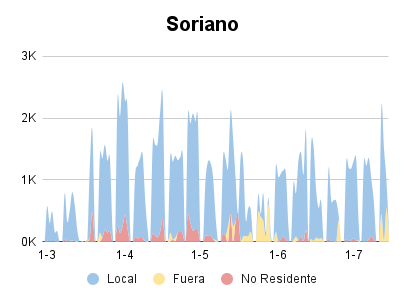 Soriano
3K
2K
1K
0K
1-3 1-4 1-5 1-6 1-7
Local Fuera No Residente